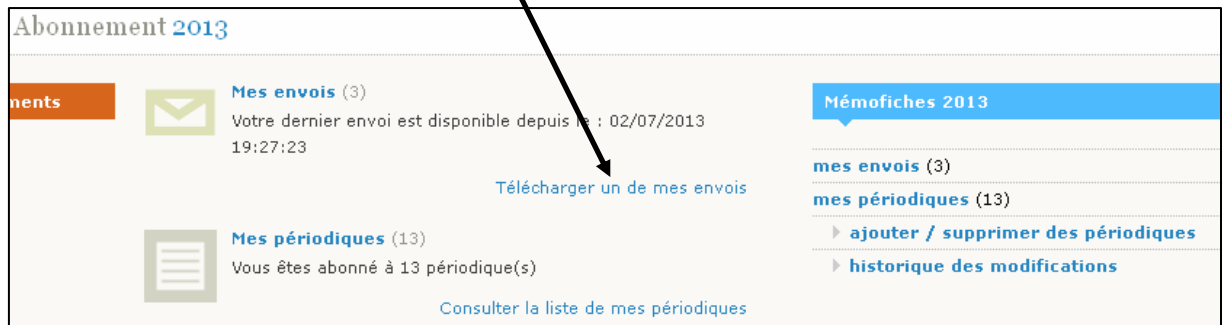 Abonnement 2013
ments
Mes envois (3)
Votre dernier envoi est disponible depuis le : 02/07/2013
19:27:23
Télécharger un de mes envois
Mes périodiques (13)
Vous êtes abonné à 13 périodique(s)
Consulter la liste de mes périodiques
Mémofiches 2013
mes envois (3)
mes périodiques (13)
ajouter / supprimer des périodiques
historique des modifications